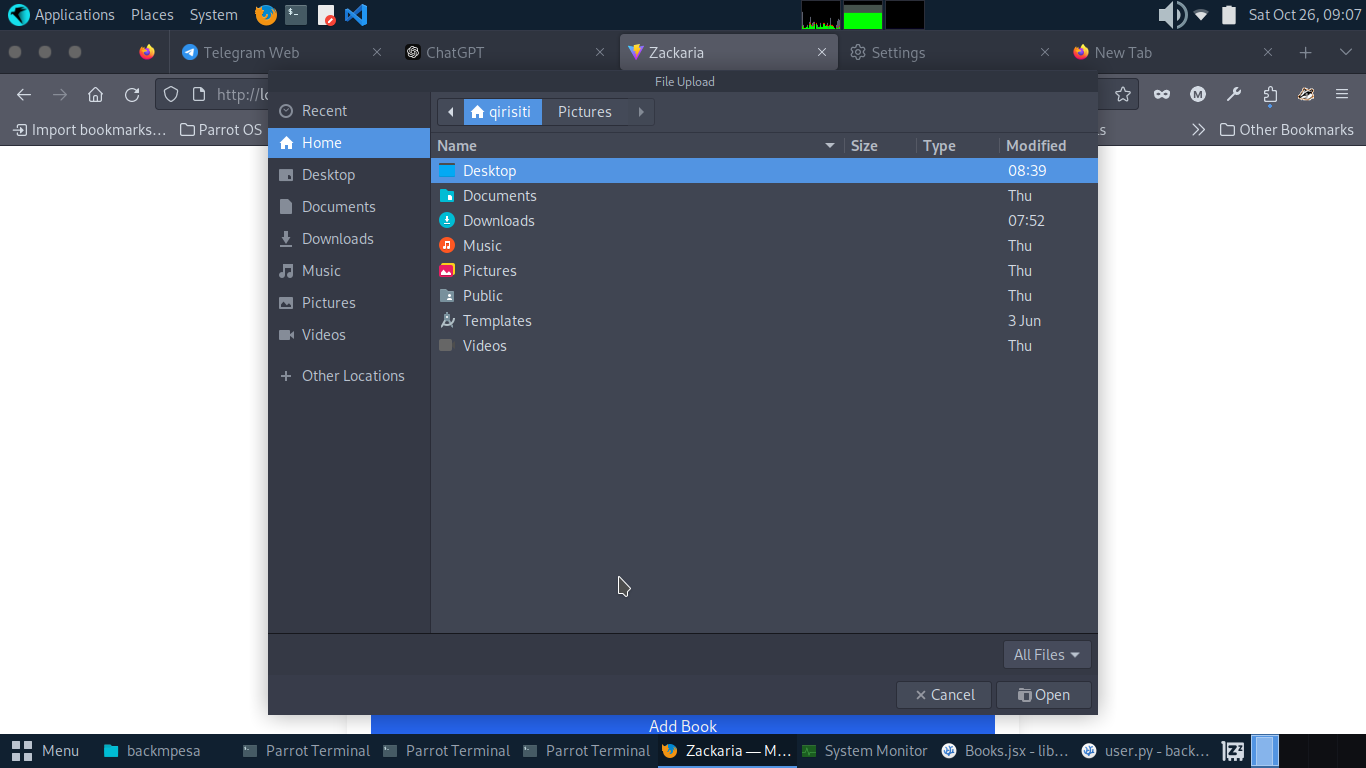 Applications Places System Sat Oct 26, 09:07
Telegram Web ChatGPT Zackaria Settings New Tab
File Upload
http://lo
Import bookmarks… Parrot OS Other Bookmarks
Recent
Home
Desktop
Documents
Downloads
Music
Pictures
Videos
Other Locations
qirisiti Pictures
Name Size Type Modified
Desktop 08:39
Documents Thu
Downloads 07:52
Music Thu
Pictures Thu
Public Thu
Templates 3 Jun
Videos Thu
All Files
Cancel Open
Add Book
Menu backmpesa Parrot Terminal Parrot Terminal Parrot Terminal Zackaria — M... System Monitor Books.jsx - lib... user.py - back...